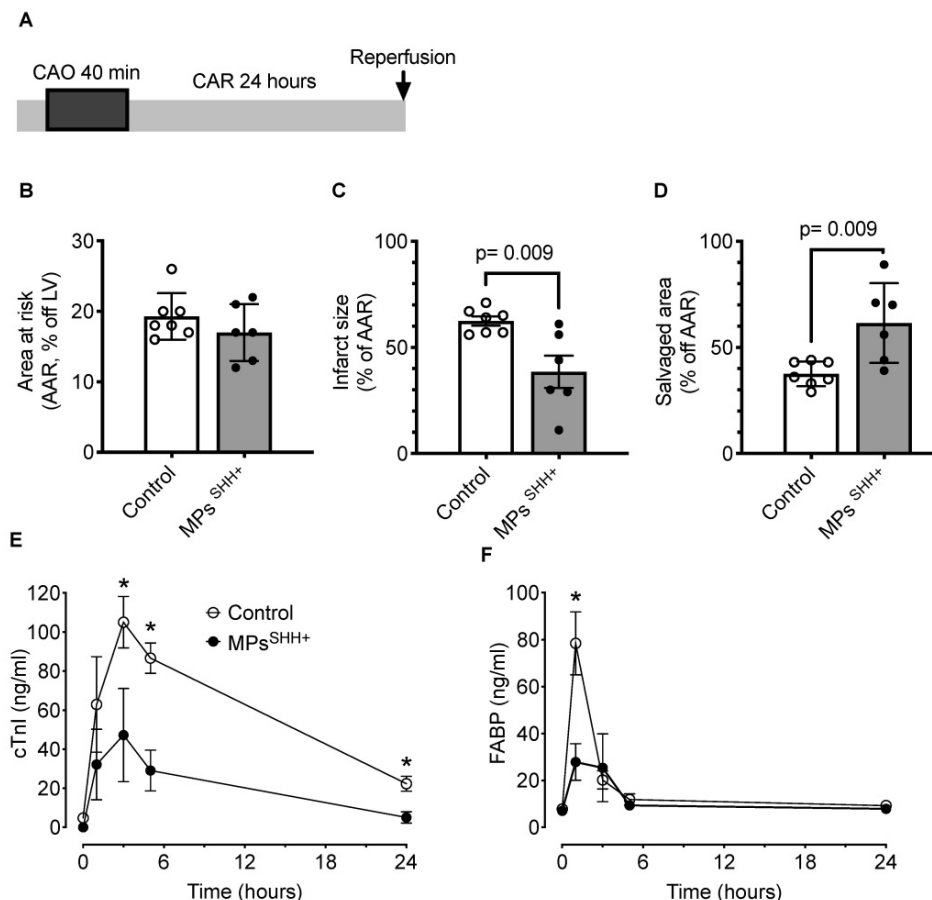 A
Reperfusion
CAO 40 min
CAR 24 hours
B
Area at risk
(AAR, % off LV)
30
20
10
0
Control
MPs SHH+
C
p= 0.009
Infarct size
(% of AAR)
100
50
0
Control
MPs SHH+
D
p= 0.009
Salvaged area
(% off AAR)
100
50
0
Control
MPs SHH+
E
cTnI (ng/ml)
120
100
80
60
40
20
0
* * *
Control
MPsSHH+
0 6 12 18 24
Time (hours)
F
FABP (ng/ml)
100
80
60
40
20
0
*
0 6 12 18 24
Time (hours)